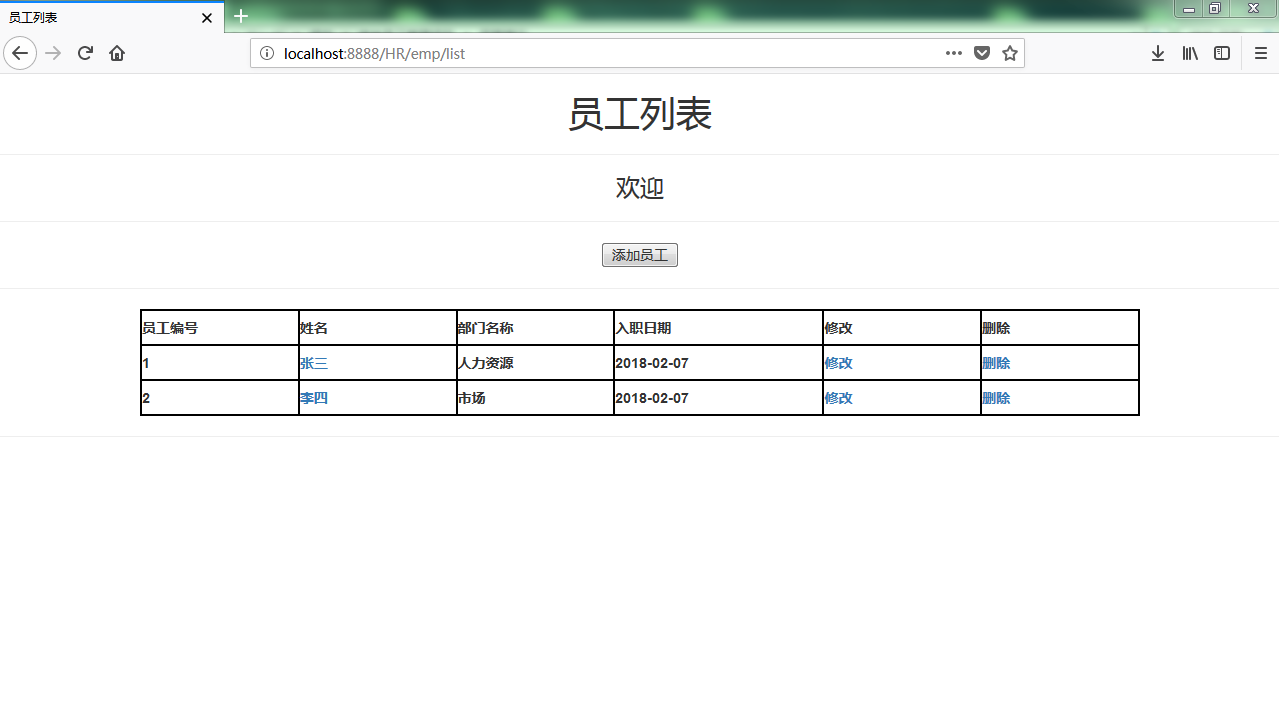 员工列表
localhost:8888/HR/emp/list
员工列表
欢迎
添加员工
员工编号 姓名 部门名称 入职日期 修改 删除
1 张三 人力资源 2018-02-07 修改 删除
2 李四 市场 2018-02-07 修改 删除